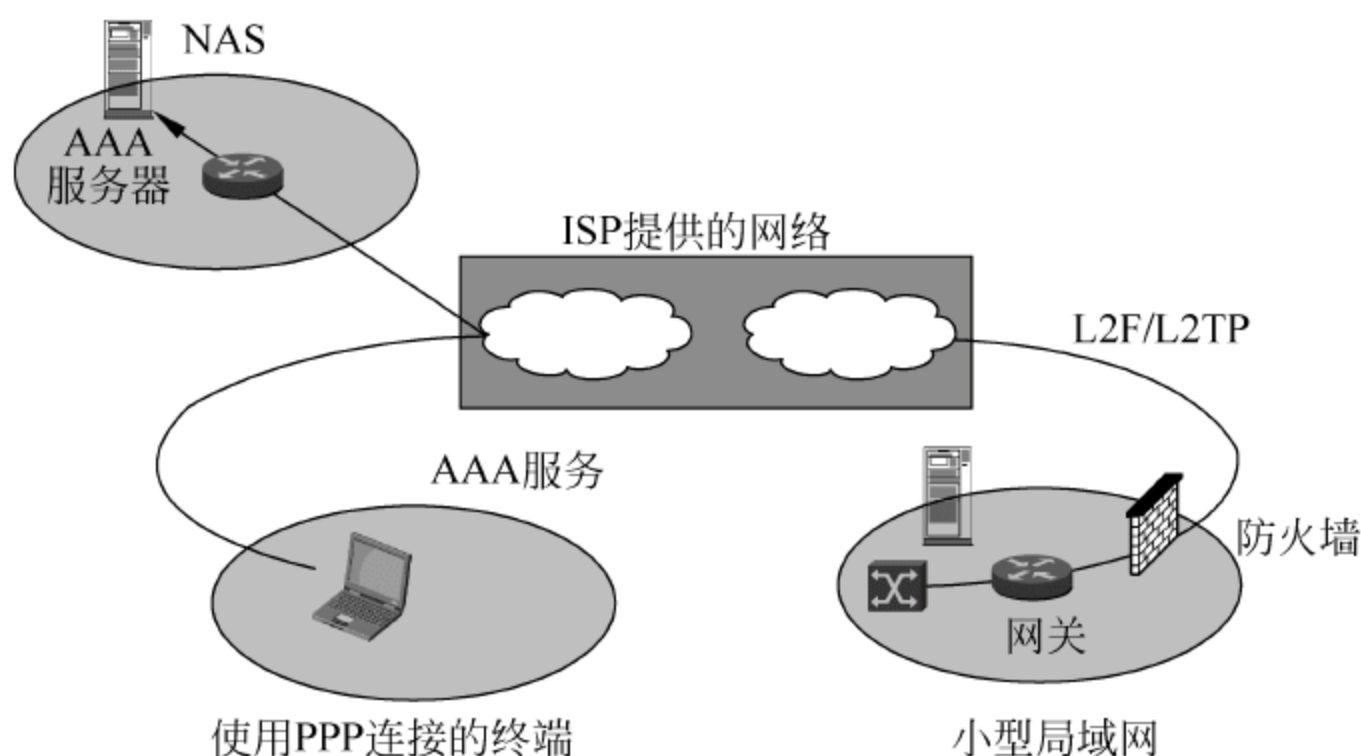 NAS
AAA
服务器
ISP提供的网络
L2F/L2TP
AAA服务
防火墙
网关
使用PPP连接的终端
小型局域网